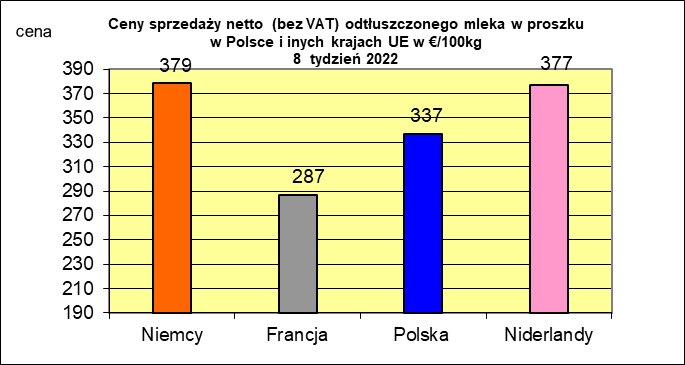 Ceny sprzedaży netto (bez VAT) odtłuszczonego mleka w proszku
w Polsce i inych krajach UE w €/100kg
8 tydzień 2022
cena
390
370
350
330
310
290
270
250
230
210
190
379
287
337
377
Niemcy
Francja
Polska
Niderlandy